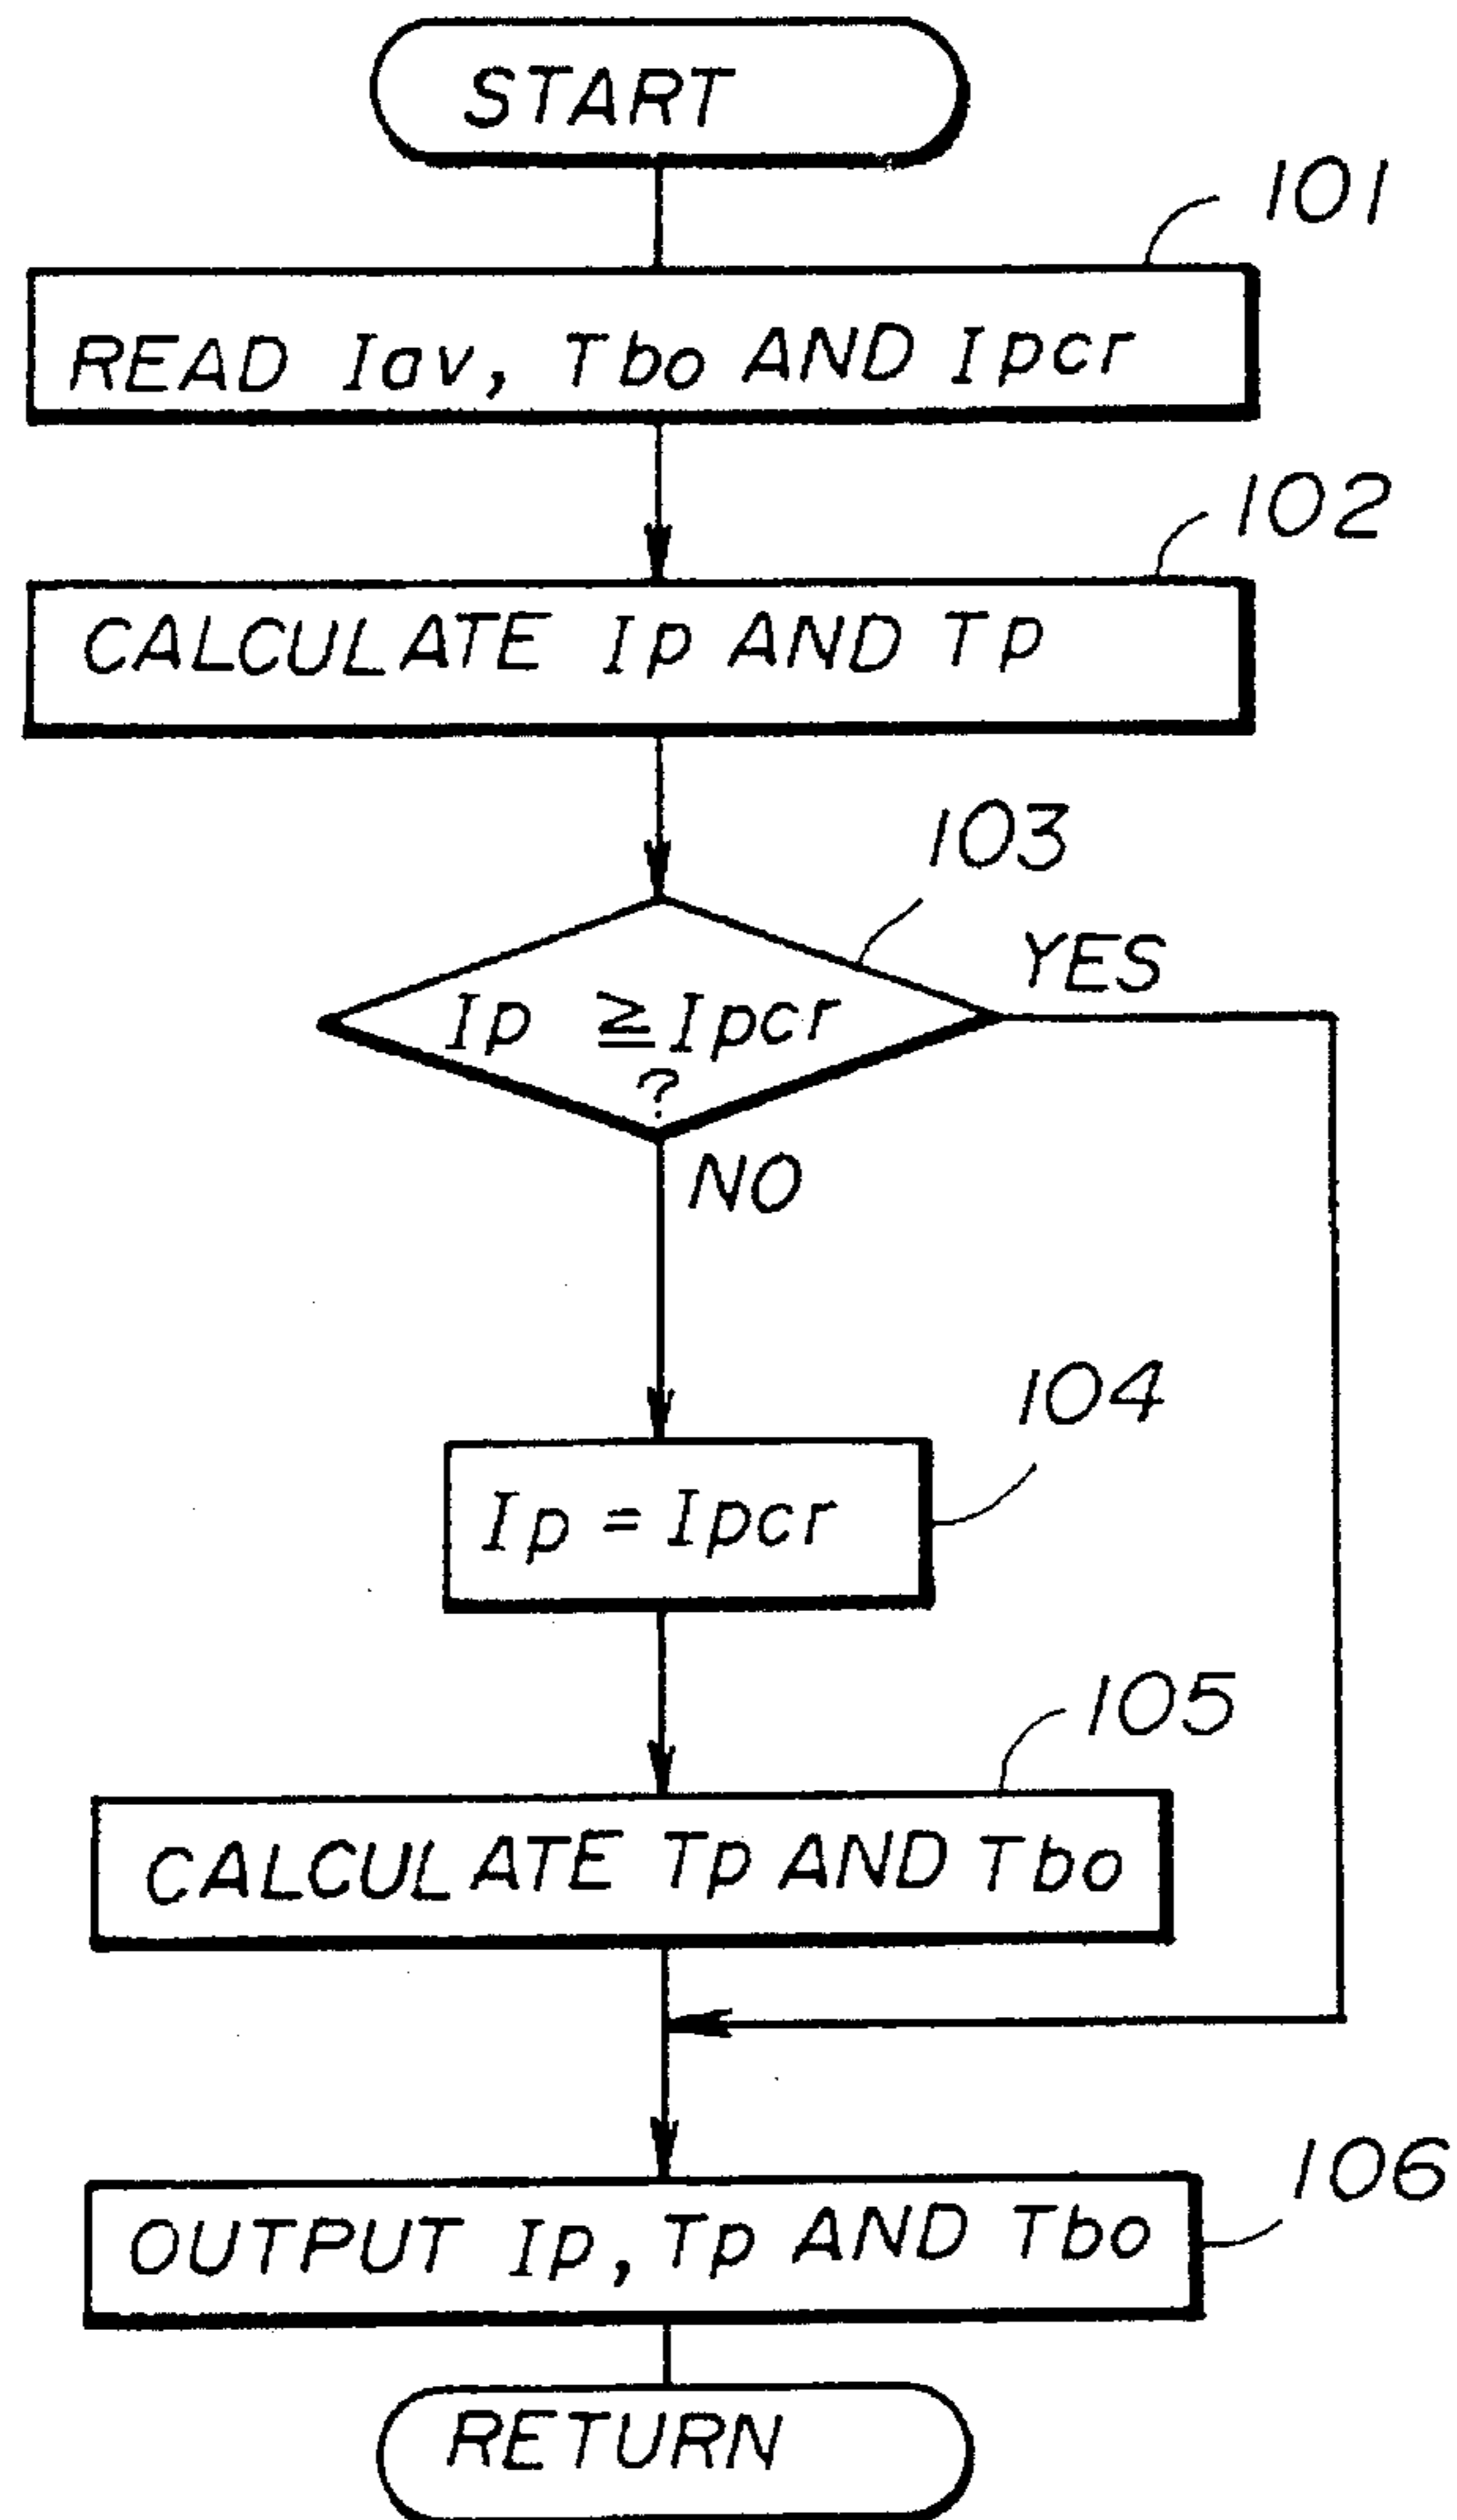 START
101
READ Iav, Tbo AND Ipcr
102
CALCULATE Ip AND Tp
103
YES
Ip ≧ Ipcr
?
NO
104
Ip = Ipcr
105
CALCULATE Tp AND Tbo
106
OUTPUT Ip, Tp AND Tbo
RETURN